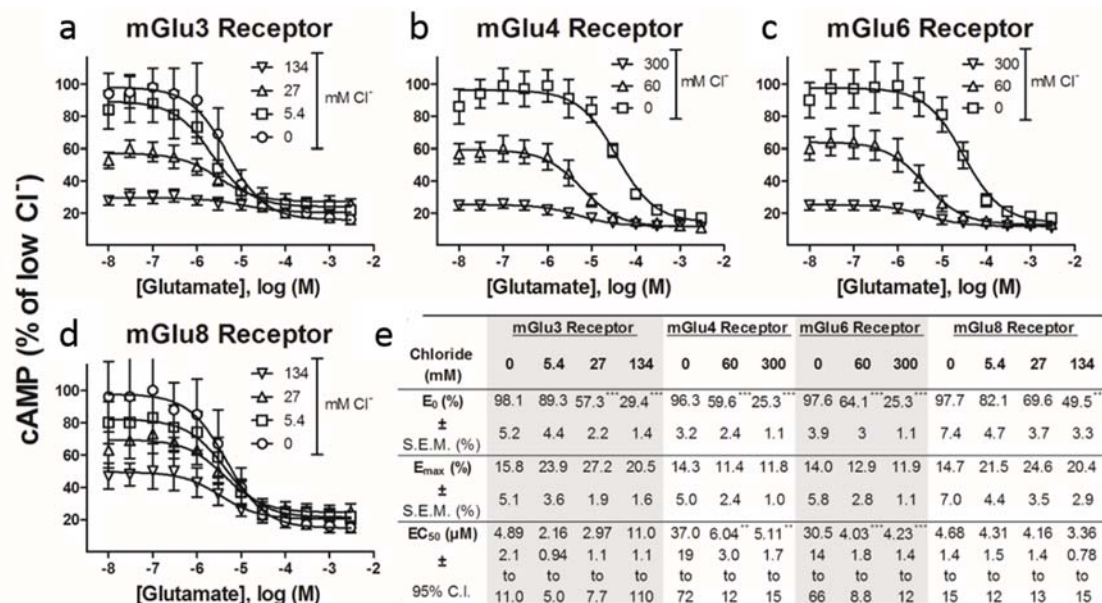 a mGlu3 Receptor
134
27
5.4
0
mM Cl⁻
100
80
60
40
20
-8 -7 -6 -5 -4 -3 -2
[Glutamate], log (M)
b mGlu4 Receptor
300
60
0
mM Cl⁻
100
80
60
40
20
-8 -7 -6 -5 -4 -3 -2
[Glutamate], log (M)
c mGlu6 Receptor
300
60
0
mM Cl⁻
100
80
60
40
20
-8 -7 -6 -5 -4 -3 -2
[Glutamate], log (M)
cAMP (% of low Cl⁻)
d mGlu8 Receptor
134
27
5.4
0
mM Cl⁻
100
80
60
40
20
-8 -7 -6 -5 -4 -3 -2
[Glutamate], log (M)
e mGlu3 Receptor mGlu4 Receptor mGlu6 Receptor mGlu8 Receptor
Chloride (mM) 0 5.4 27 134 0 60 300 0 60 300 0 5.4 27 134
E₀ (%) 98.1 89.3 57.3*** 29.4*** 96.3 59.6*** 25.3*** 97.6 64.1*** 25.3*** 97.7 82.1 69.6 49.5**
±
S.E.M. (%) 5.2 4.4 2.2 1.4 3.2 2.4 1.1 3.9 3 1.1 7.4 4.7 3.7 3.3
Eₘₐₓ (%) 15.8 23.9 27.2 20.5 14.3 11.4 11.8 14.0 12.9 11.9 14.7 21.5 24.6 20.4
±
S.E.M. (%) 5.1 3.6 1.9 1.6 5.0 2.4 1.0 5.8 2.8 1.1 7.0 4.4 3.5 2.9
EC₅₀ (µM) 4.89 2.16 2.97 11.0 37.0 6.04** 5.11** 30.5 4.03*** 4.23*** 4.68 4.31 4.16 3.36
± 2.1 0.94 1.1 1.1 19 3.0 1.7 14 1.8 1.4 1.4 1.5 1.4 0.78
to to to to to to to to to to to to to to
95% C.I. 11.0 5.0 7.7 110 72 12 15 66 8.8 12 15 12 13 15